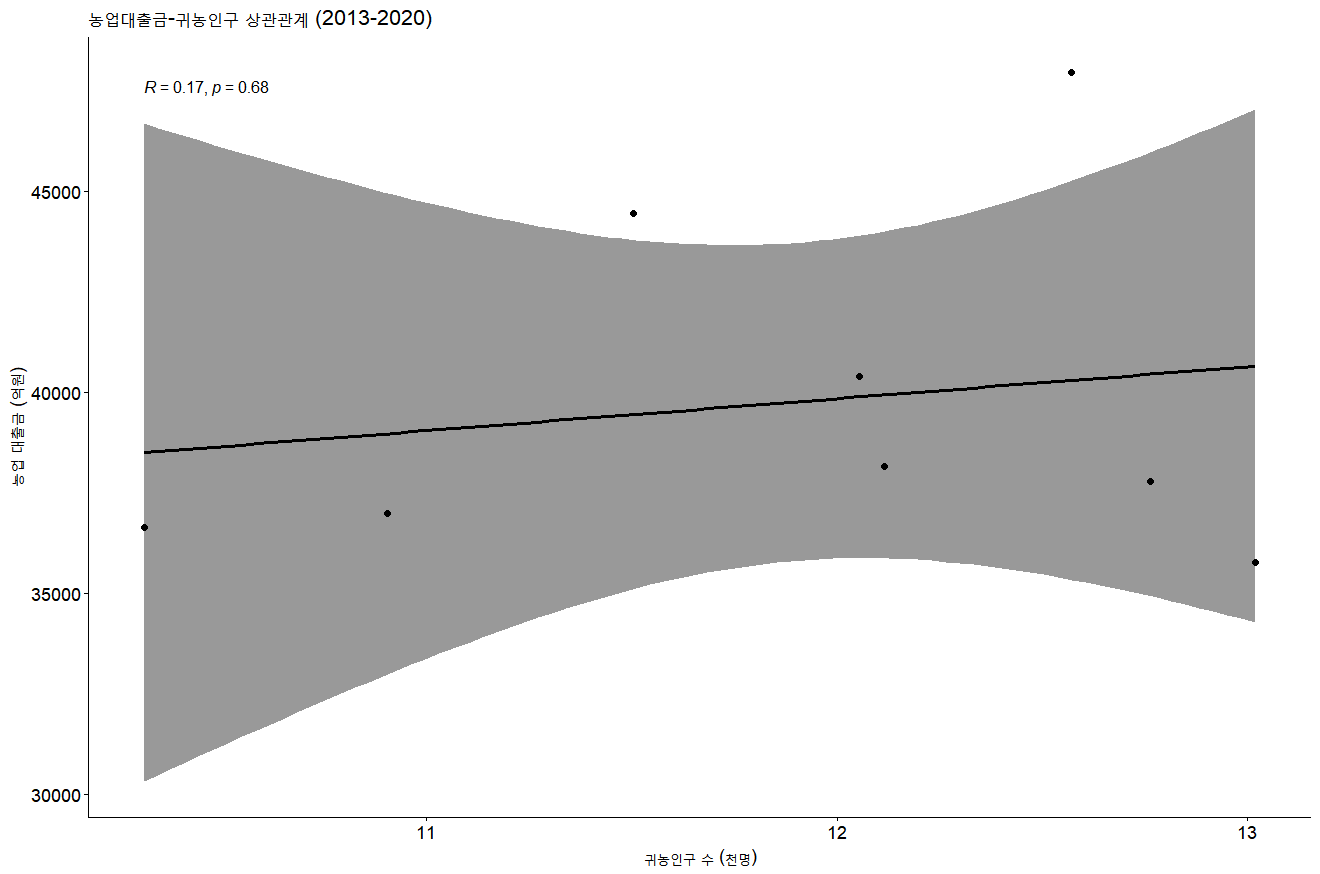 농업대출금-귀농인구 상관관계 (2013-2020)
R = 0.17, p = 0.68
45000
40000
35000
30000
농업 대출금 (억원)
11
12
13
귀농인구 수 (천명)